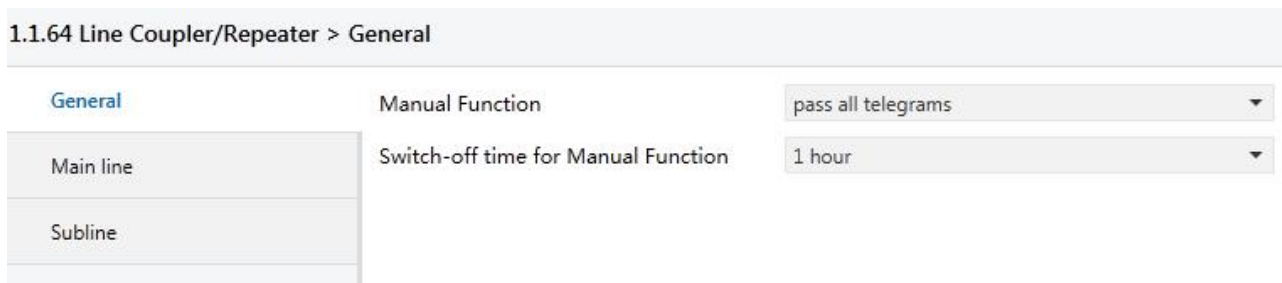 1.1.64 Line Coupler/Repeater > General
General
Manual Function
pass all telegrams
Main line
Switch-off time for Manual Function
1 hour
Subline